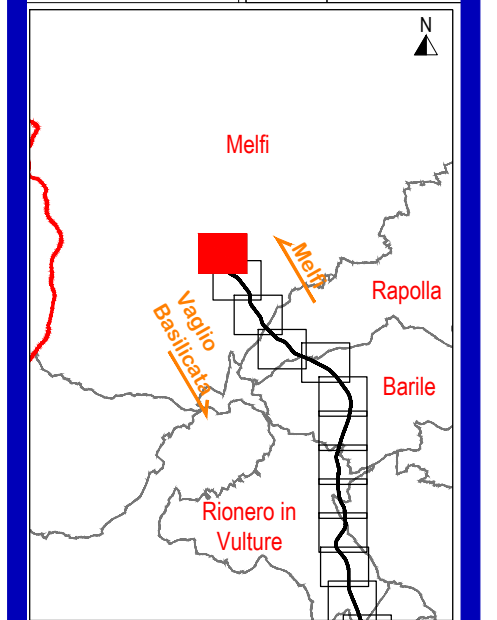 N
Melfi
Melfi
Rapolla
Vaglio
Basilicata
Barile
Rionero in
Vulture